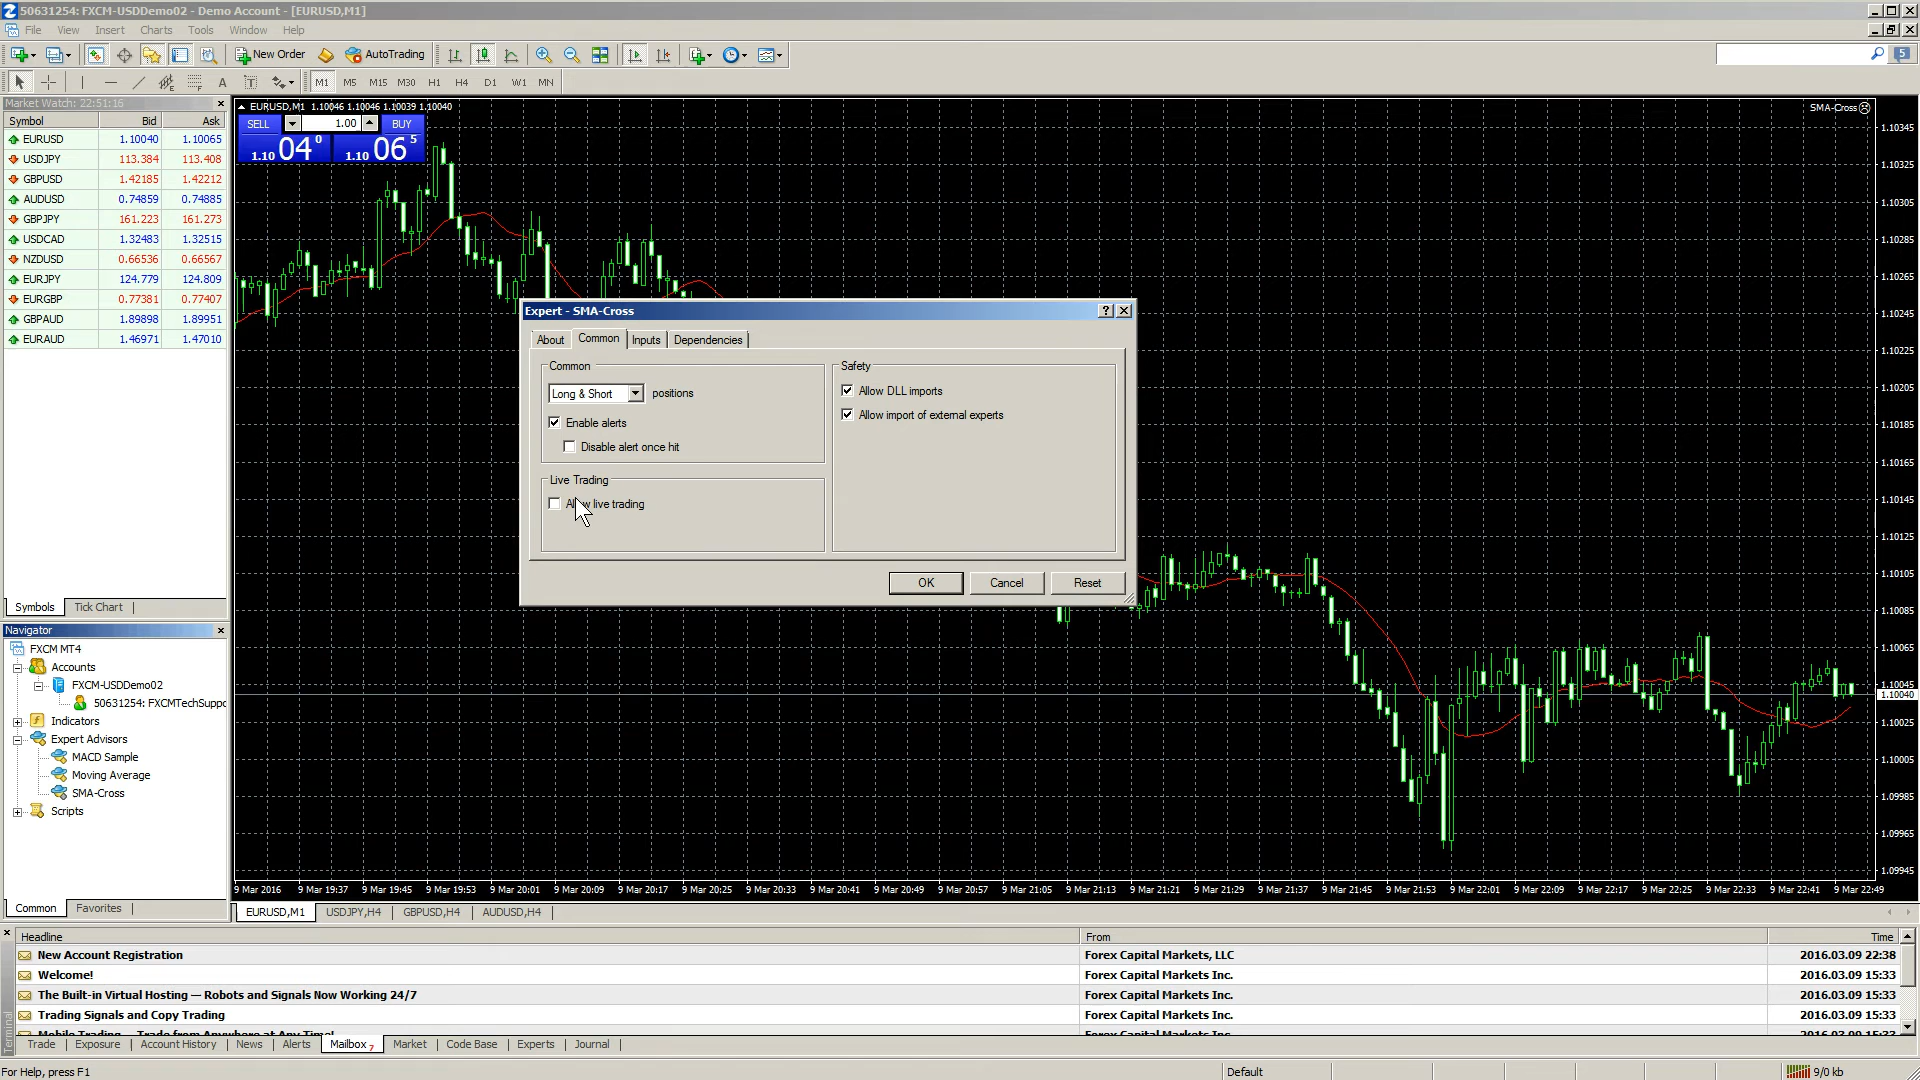 50631254: FXCM-USDDemo02 - Demo Account - [EURUSD,M1]
File View Insert Charts Tools Window Help
New Order AutoTrading 5
A T M1 M5 M15 M30 H1 H4 D1 W1 MN
Market Watch: 22:51:16
Symbol Bid Ask
EURUSD 1.10040 1.10065
USDJPY 113.384 113.408
GBPUSD 1.42185 1.42212
AUDUSD 0.74859 0.74885
GBPJPY 161.223 161.273
USDCAD 1.32483 1.32515
NZDUSD 0.66536 0.66567
EURJPY 124.779 124.809
EURGBP 0.77381 0.77407
GBPAUD 1.89898 1.89951
EURAUD 1.46971 1.47010
Symbols Tick Chart
Navigator
FXCM MT4
Accounts
FXCM-USDDemo02
50631254: FXCMTechSuppo
Indicators
Expert Advisors
MACD Sample
Moving Average
SMA-Cross
Scripts
Common Favorites
EURUSD,M1 1.10046 1.10046 1.10039 1.10040
SELL 1.00 BUY
1.10 04 0 1.10 06 5
SMA-Cross
1.10345
1.10325
1.10305
1.10285
1.10265
1.10245
1.10225
1.10205
1.10185
1.10165
1.10145
1.10125
1.10105
1.10085
1.10065
1.10045
1.10040
1.10025
1.10005
1.09985
1.09965
1.09945
Expert - SMA-Cross
About Common Inputs Dependencies
Common
Long & Short positions
Enable alerts
Disable alert once hit
Live Trading
live trading
Safety
Allow DLL imports
Allow import of external experts
OK Cancel Reset
9 Mar 2016 9 Mar 19:37 9 Mar 19:45 9 Mar 19:53 9 Mar 20:01 9 Mar 20:09 9 Mar 20:17 9 Mar 20:25 9 Mar 20:33 9 Mar 20:41 9 Mar 20:49 9 Mar 20:57 9 Mar 21:05 9 Mar 21:13 9 Mar 21:21 9 Mar 21:29 9 Mar 21:37 9 Mar 21:45 9 Mar 21:53 9 Mar 22:01 9 Mar 22:09 9 Mar 22:17 9 Mar 22:25 9 Mar 22:33 9 Mar 22:41 9 Mar 22:49
EURUSD,M1 USDJPY,H4 GBPUSD,H4 AUDUSD,H4
Headline From Time
New Account Registration Forex Capital Markets, LLC 2016.03.09 22:38
Welcome! Forex Capital Markets Inc. 2016.03.09 15:33
The Built-in Virtual Hosting — Robots and Signals Now Working 24/7 Forex Capital Markets Inc. 2016.03.09 15:33
Trading Signals and Copy Trading Forex Capital Markets Inc. 2016.03.09 15:33
Mobile Trading — Trade from Anywhere at Any Time! Forex Capital Markets Inc. 2016.03.09 15:33
Terminal
Trade Exposure Account History News Alerts Mailbox 7 Market Code Base Experts Journal
For Help, press F1 Default 9/0 kb